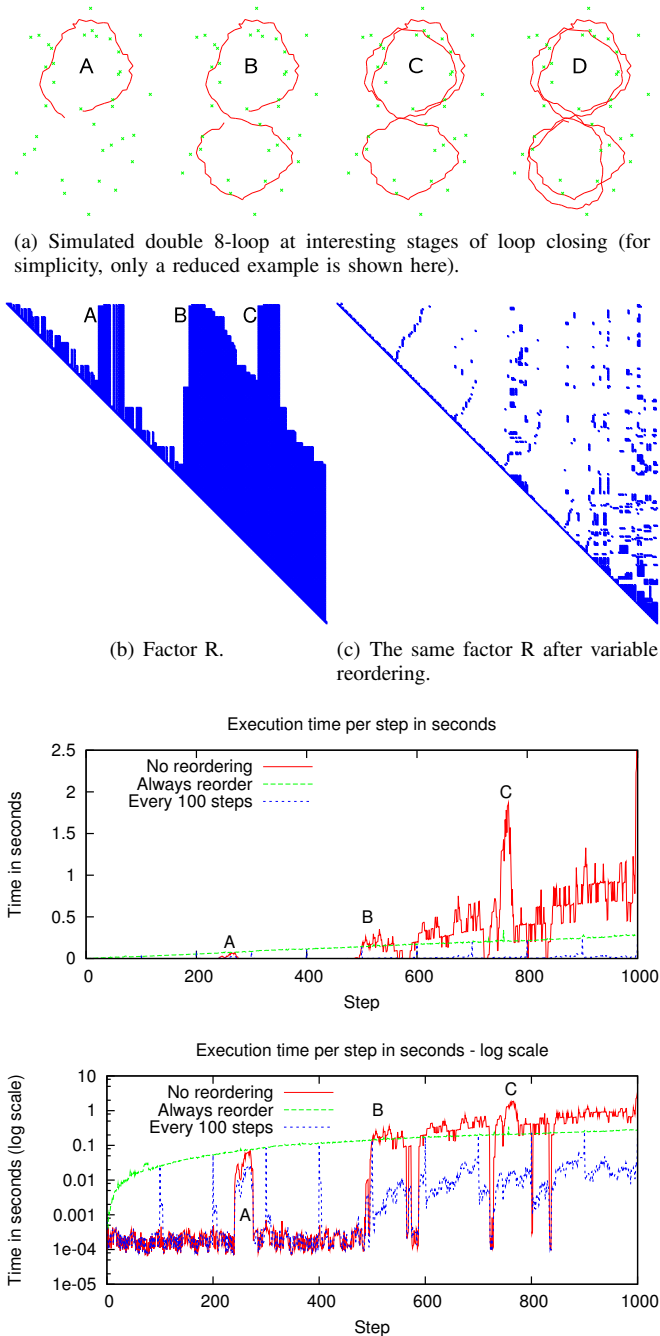 A B C D
(a) Simulated double 8-loop at interesting stages of loop closing (for
simplicity, only a reduced example is shown here).
A B C
(b) Factor R.
(c) The same factor R after variable
reordering.
Execution time per step in seconds
2.5
2
1.5
1
0.5
0
Time in seconds
No reordering
Always reorder
Every 100 steps
A
B
C
0 200 400 600 800 1000
Step
Execution time per step in seconds - log scale
10
1
0.1
0.01
0.001
1e-04
1e-05
Time in seconds (log scale)
No reordering
Always reorder
Every 100 steps
A
B
C
0 200 400 600 800 1000
Step